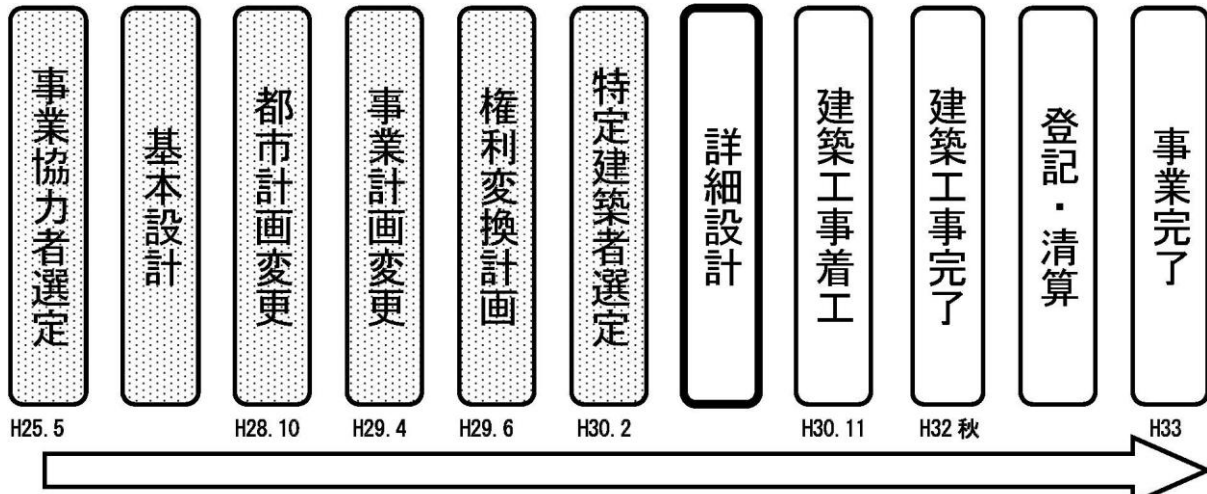 事業協力者選定
基本設計
都市計画変更
事業計画変更
権利変換計画
特定建築者選定
詳細設計
建築工事着工
建築工事完了
登記・清算
事業完了
H25.5
H28.10
H29.4
H29.6
H30.2
H30.11
H32 秋
H33